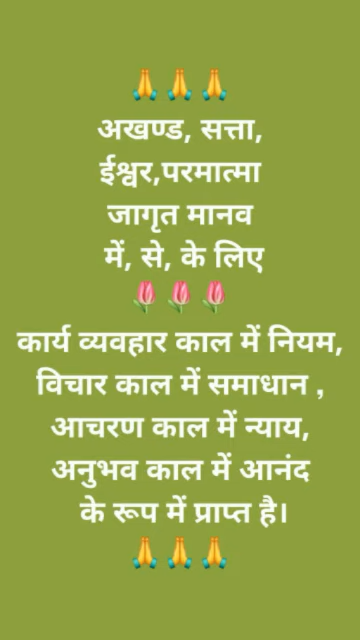 🙏🙏🙏
अखण्ड, सत्ता,
ईश्वर,परमात्मा
जागृत मानव
में, से, के लिए
🌷🌷🌷
कार्य व्यवहार काल में नियम,
विचार काल में समाधान ,
आचरण काल में न्याय,
अनुभव काल में आनंद
के रूप में प्राप्त है।
🙏🙏🙏